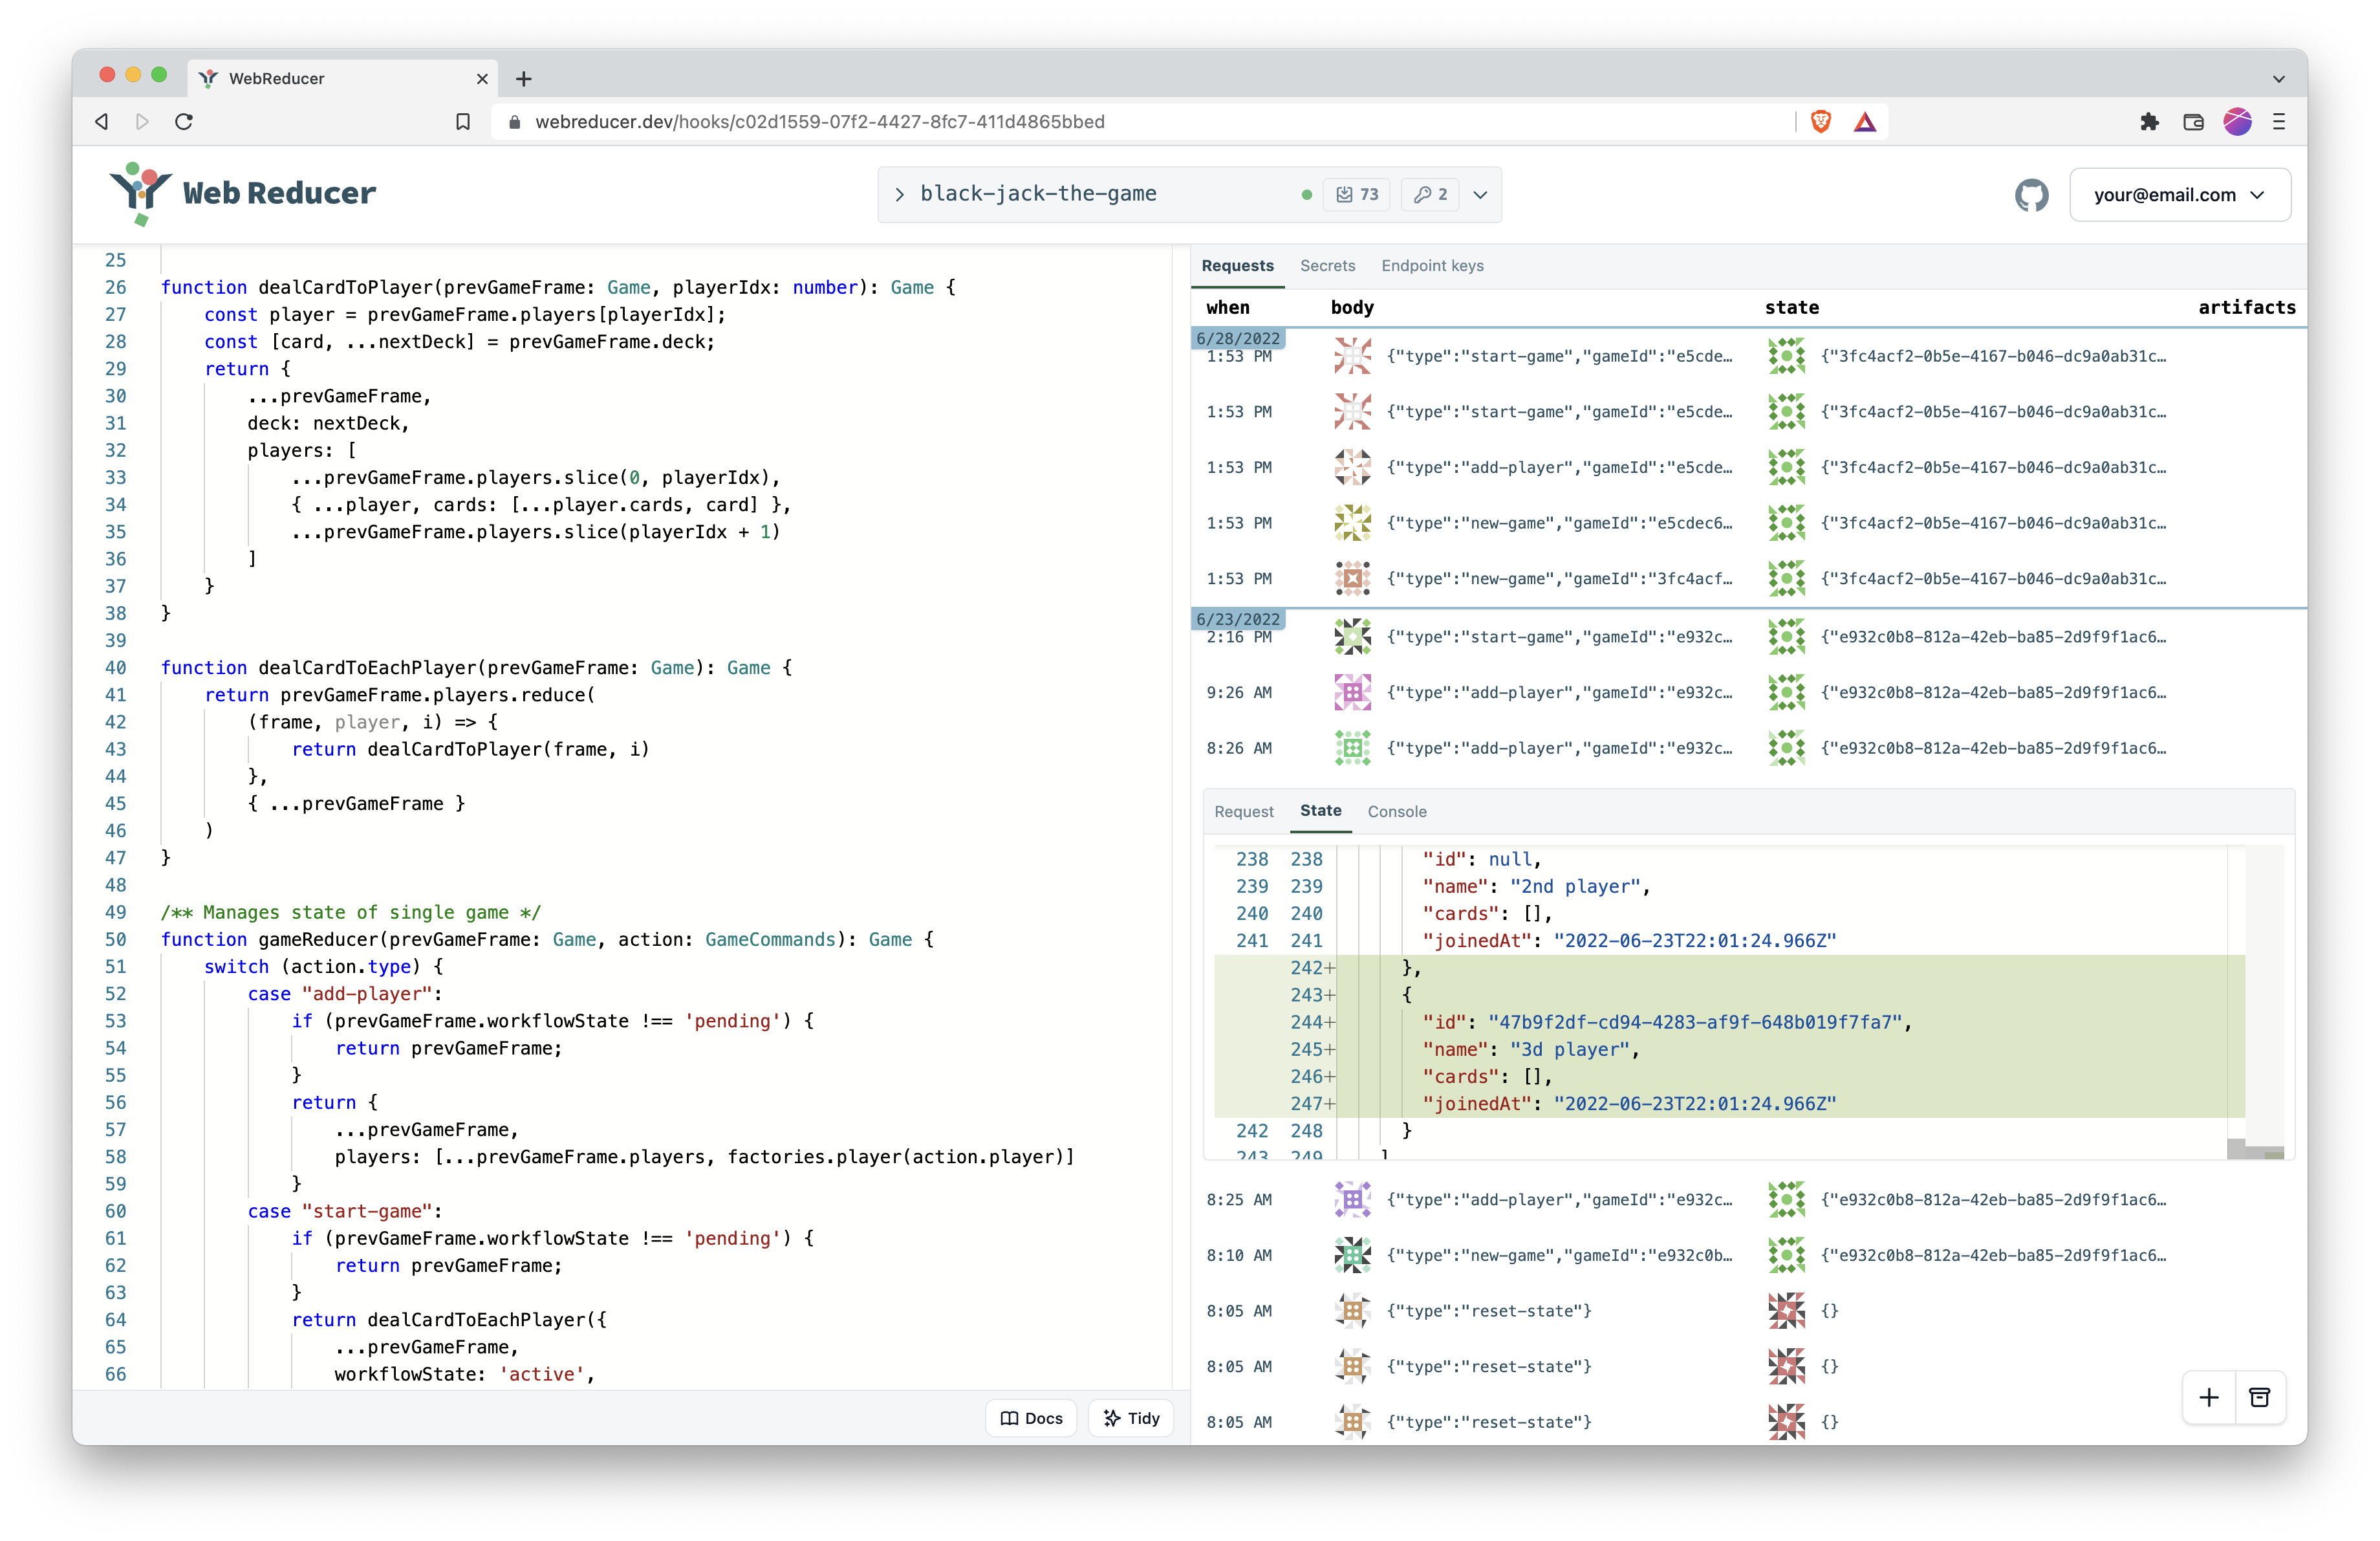 WebReducer
webreducer.dev/hooks/c02d1559-07f2-4427-8fc7-411d4865bbed
Web Reducer
black-jack-the-game
73
2
your@email.com
25
26 function dealCardToPlayer(prevGameFrame: Game, playerIdx: number): Game {
27 const player = prevGameFrame.players[playerIdx];
28 const [card, ...nextDeck] = prevGameFrame.deck;
29 return {
30 ...prevGameFrame,
31 deck: nextDeck,
32 players: [
33 ...prevGameFrame.players.slice(0, playerIdx),
34 { ...player, cards: [...player.cards, card] },
35 ...prevGameFrame.players.slice(playerIdx + 1)
36 ]
37 }
38 }
39
40 function dealCardToEachPlayer(prevGameFrame: Game): Game {
41 return prevGameFrame.players.reduce(
42 (frame, player, i) => {
43 return dealCardToPlayer(frame, i)
44 },
45 { ...prevGameFrame }
46 )
47 }
48
49 /** Manages state of single game */
50 function gameReducer(prevGameFrame: Game, action: GameCommands): Game {
51 switch (action.type) {
52 case "add-player":
53 if (prevGameFrame.workflowState !== 'pending') {
54 return prevGameFrame;
55 }
56 return {
57 ...prevGameFrame,
58 players: [...prevGameFrame.players, factories.player(action.player)]
59 }
60 case "start-game":
61 if (prevGameFrame.workflowState !== 'pending') {
62 return prevGameFrame;
63 }
64 return dealCardToEachPlayer({
65 ...prevGameFrame,
66 workflowState: 'active',
Docs
Tidy
Requests Secrets Endpoint keys
when body state artifacts
6/28/2022
1:53 PM {"type":"start-game","gameId":"e5cde… {"3fc4acf2-0b5e-4167-b046-dc9a0ab31c…
1:53 PM {"type":"start-game","gameId":"e5cde… {"3fc4acf2-0b5e-4167-b046-dc9a0ab31c…
1:53 PM {"type":"add-player","gameId":"e5cde… {"3fc4acf2-0b5e-4167-b046-dc9a0ab31c…
1:53 PM {"type":"new-game","gameId":"e5cdec6… {"3fc4acf2-0b5e-4167-b046-dc9a0ab31c…
1:53 PM {"type":"new-game","gameId":"3fc4acf… {"3fc4acf2-0b5e-4167-b046-dc9a0ab31c…
6/23/2022
2:16 PM {"type":"start-game","gameId":"e932c… {"e932c0b8-812a-42eb-ba85-2d9f9f1ac6…
9:26 AM {"type":"add-player","gameId":"e932c… {"e932c0b8-812a-42eb-ba85-2d9f9f1ac6…
8:26 AM {"type":"add-player","gameId":"e932c… {"e932c0b8-812a-42eb-ba85-2d9f9f1ac6…
Request State Console
238 238 "id": null,
239 239 "name": "2nd player",
240 240 "cards": [],
241 241 "joinedAt": "2022-06-23T22:01:24.966Z"
242+ },
243+ {
244+ "id": "47b9f2df-cd94-4283-af9f-648b019f7fa7",
245+ "name": "3d player",
246+ "cards": [],
247+ "joinedAt": "2022-06-23T22:01:24.966Z"
242 248 }
243 249 ]
8:25 AM {"type":"add-player","gameId":"e932c… {"e932c0b8-812a-42eb-ba85-2d9f9f1ac6…
8:10 AM {"type":"new-game","gameId":"e932c0b… {"e932c0b8-812a-42eb-ba85-2d9f9f1ac6…
8:05 AM {"type":"reset-state"} {}
8:05 AM {"type":"reset-state"} {}
8:05 AM {"type":"reset-state"} {}